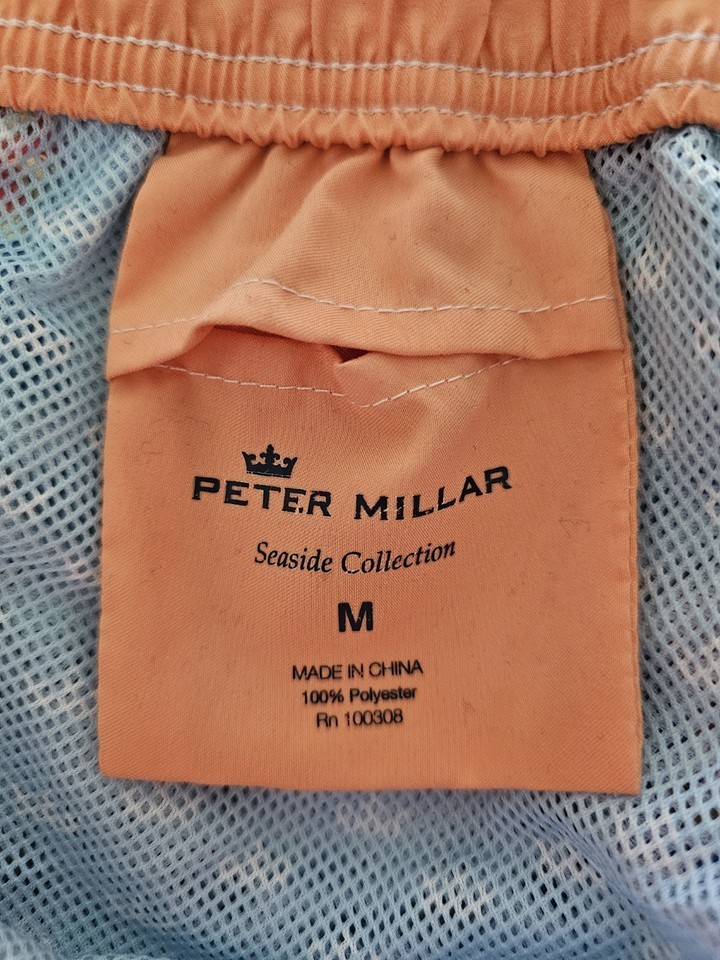 PETER MILLAR
Seaside Collection
M
MADE IN CHINA
100% Polyester
Rn 100308